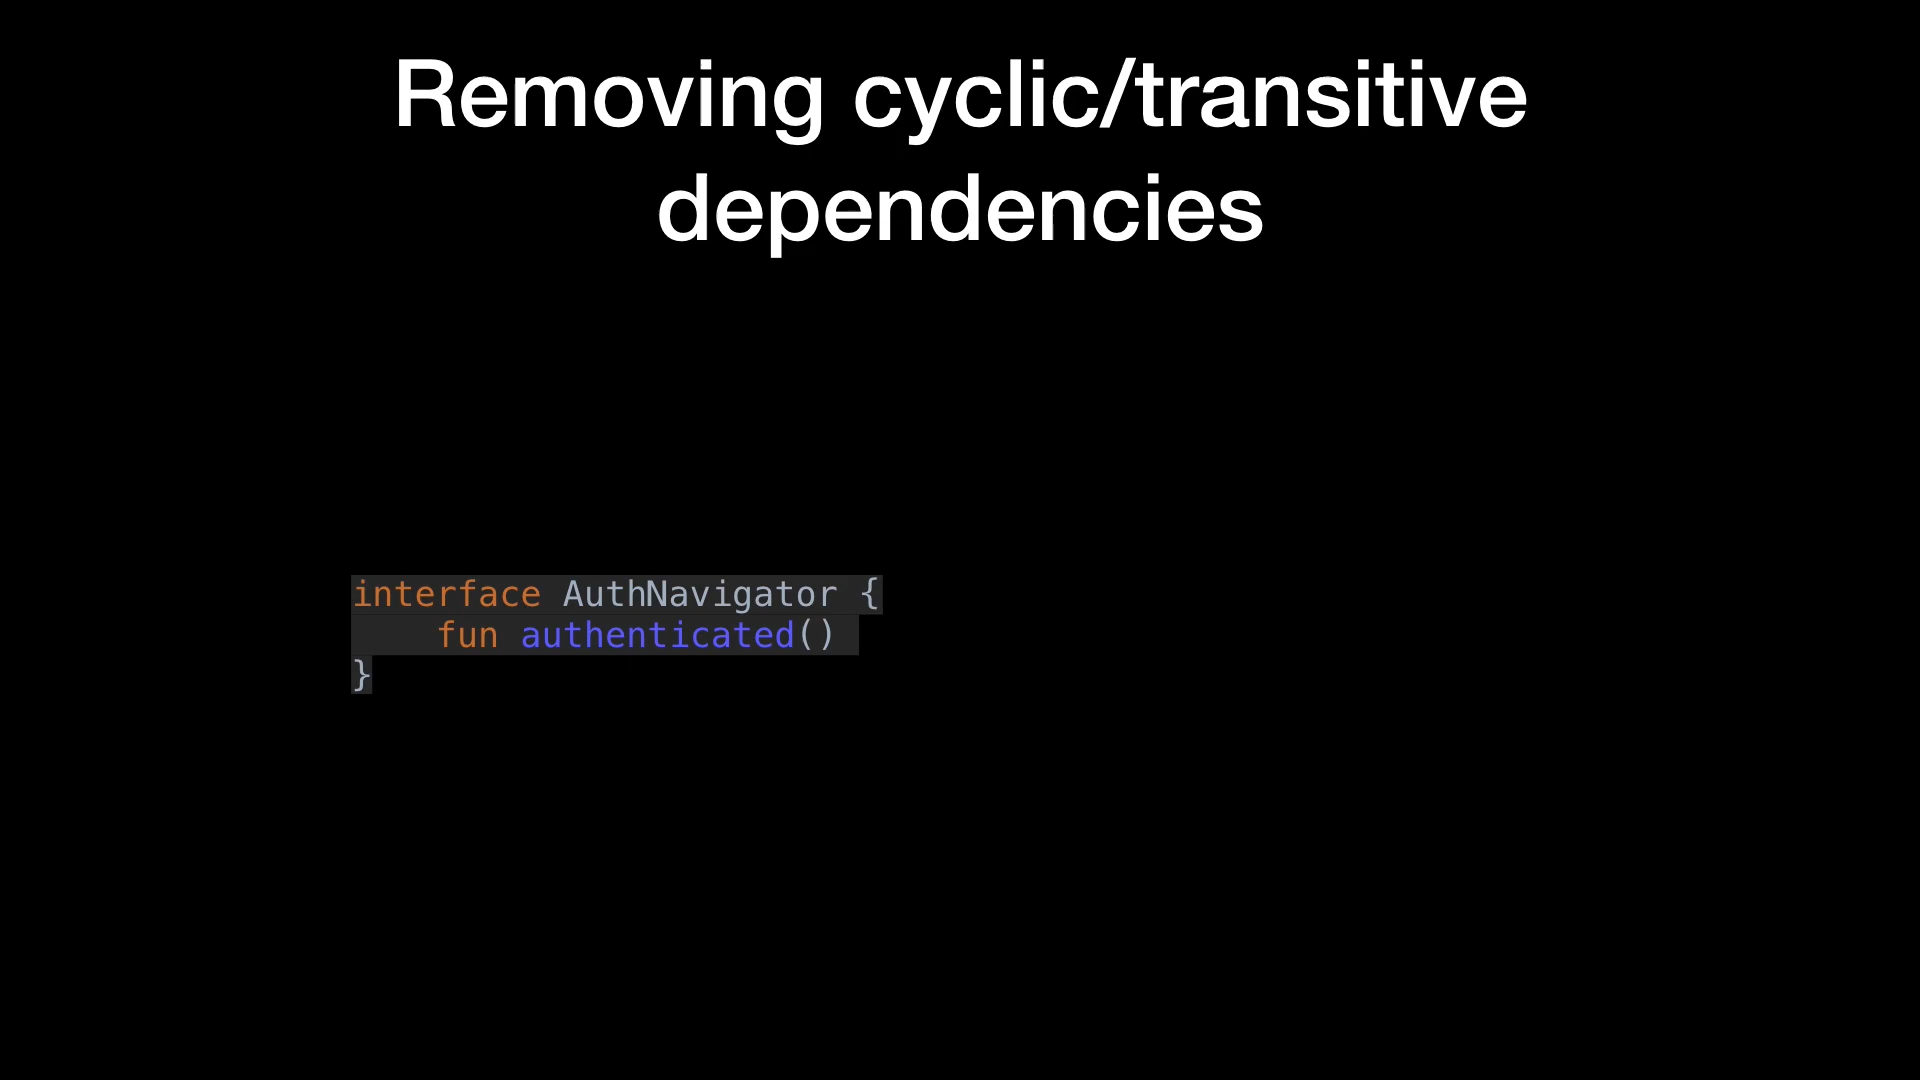 Removing cyclic/transitive
dependencies
interface AuthNavigator {
    fun authenticated()
}